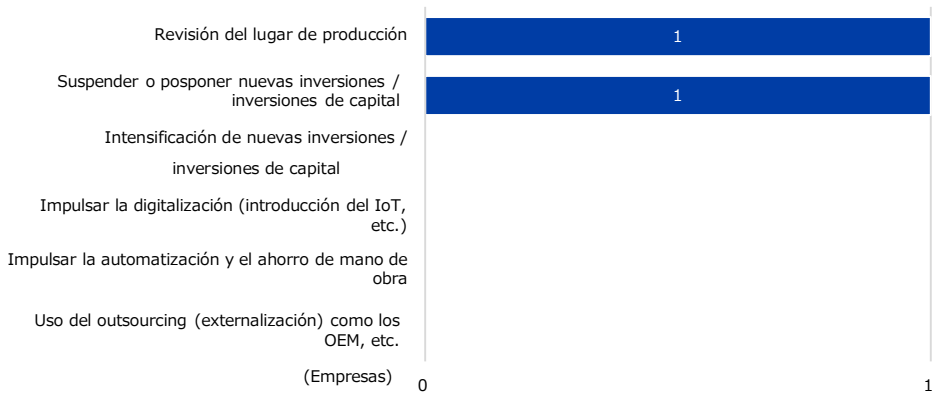 Revisión del lugar de producción
1
Suspender o posponer nuevas inversiones /
inversiones de capital
1
Intensificación de nuevas inversiones /
inversiones de capital
Impulsar la digitalización (introducción del IoT,
etc.)
Impulsar la automatización y el ahorro de mano de
obra
Uso del outsourcing (externalización) como los
OEM, etc.
(Empresas)
0
1